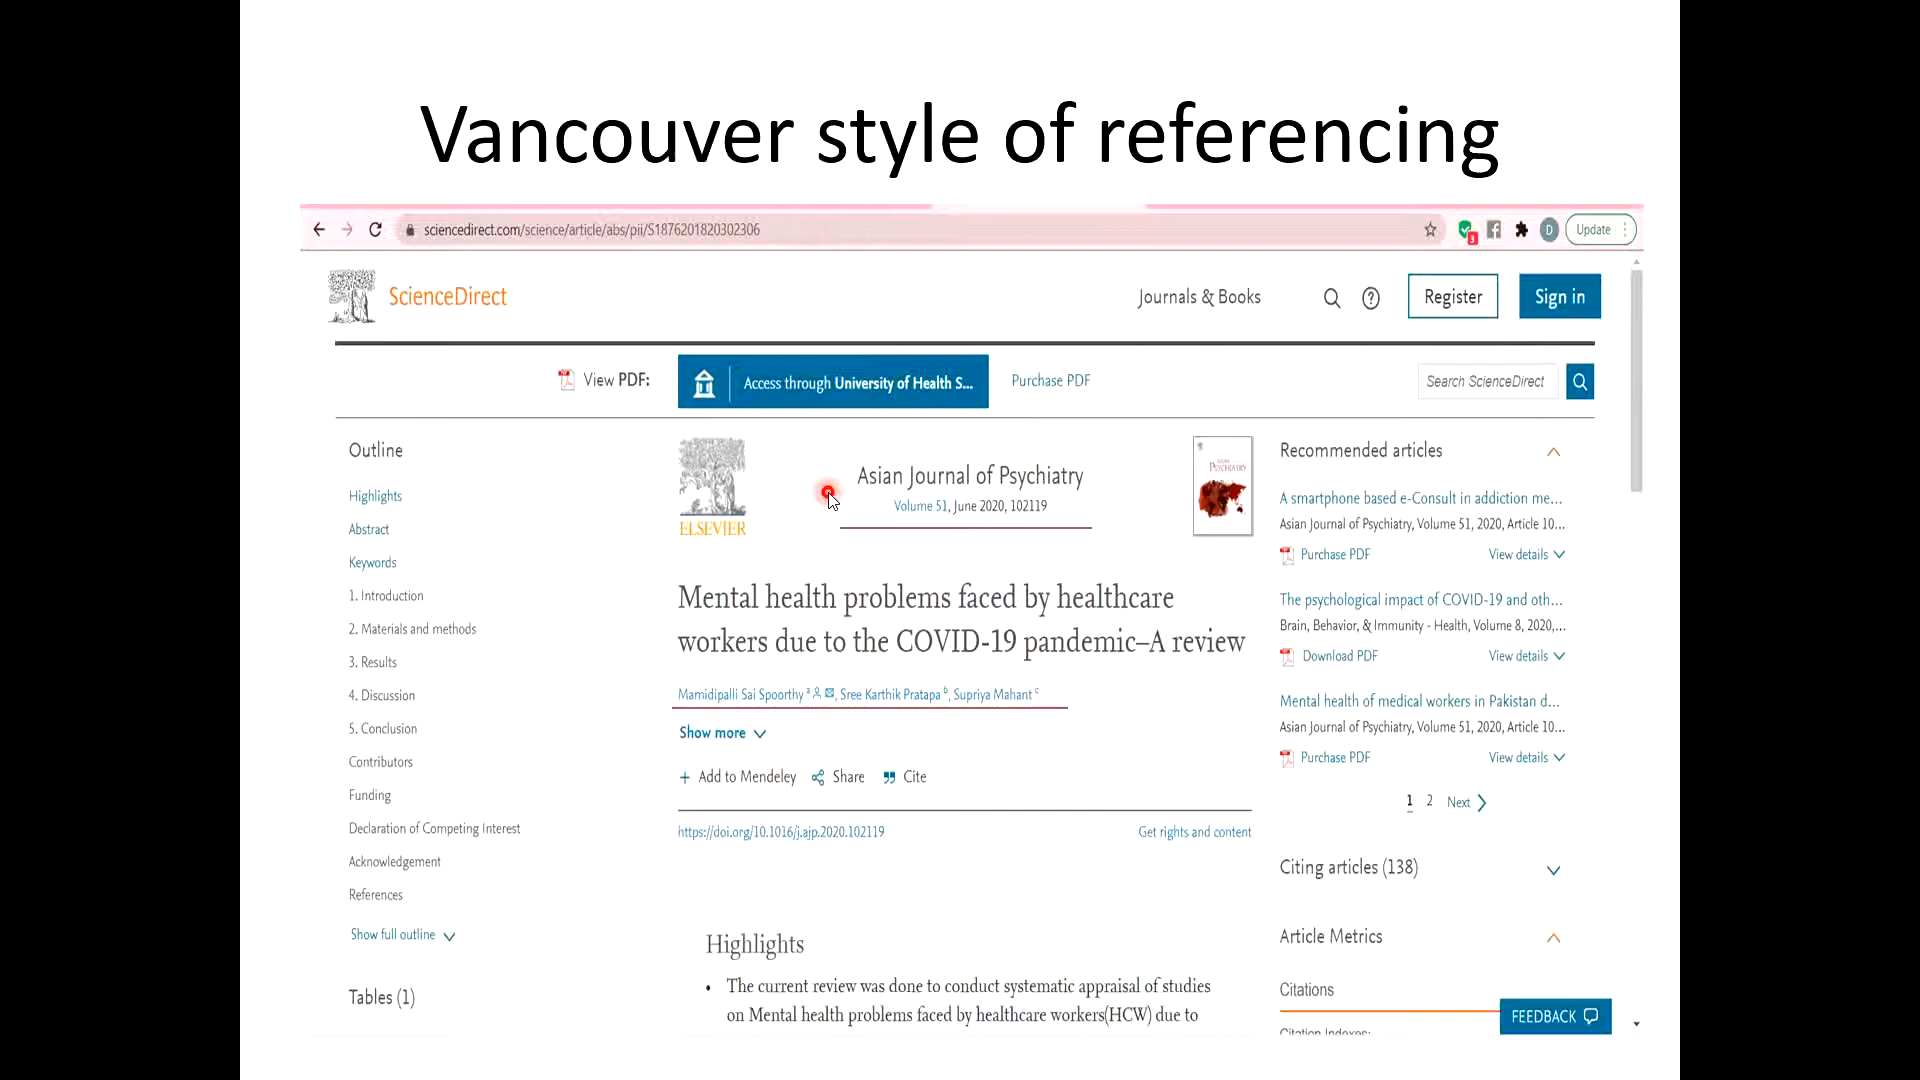 Vancouver style of referencing
sciencedirect.com/science/article/abs/pii/S1876201820302306
3
D
Update
ScienceDirect
Journals & Books
Register
Sign in
View PDF:
Access through University of Health S...
Purchase PDF
Search ScienceDirect
Outline
Highlights
Abstract
Keywords
1. Introduction
2. Materials and methods
3. Results
4. Discussion
5. Conclusion
Contributors
Funding
Declaration of Competing Interest
Acknowledgement
References
Show full outline
Tables (1)
ELSEVIER
Asian Journal of Psychiatry
Volume 51, June 2020, 102119
PSYCHIATRY
Mental health problems faced by healthcare
workers due to the COVID-19 pandemic–A review
Mamidipalli Sai Spoorthy a, Sree Karthik Pratapa b, Supriya Mahant c
Show more
Add to Mendeley Share Cite
https://doi.org/10.1016/j.ajp.2020.102119
Get rights and content
Highlights
• The current review was done to conduct systematic appraisal of studies
on Mental health problems faced by healthcare workers(HCW) due to
Recommended articles
A smartphone based e-Consult in addiction me...
Asian Journal of Psychiatry, Volume 51, 2020, Article 10...
Purchase PDF View details
The psychological impact of COVID-19 and oth...
Brain, Behavior, & Immunity - Health, Volume 8, 2020,...
Download PDF View details
Mental health of medical workers in Pakistan d...
Asian Journal of Psychiatry, Volume 51, 2020, Article 10...
Purchase PDF View details
1 2 Next
Citing articles (138)
Article Metrics
Citations
Citation Indexes:
FEEDBACK